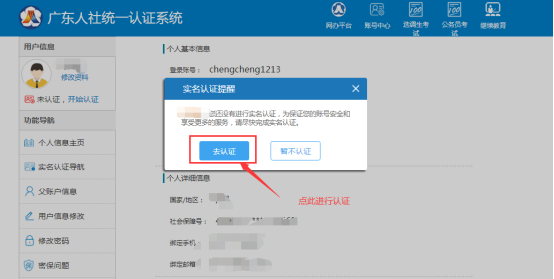 广东人社统一认证系统
网办平台
账号中心
选调生考试
公务员考试
继续教育
用户信息
修改资料
未认证，开始认证
功能导航
个人信息主页
实名认证导航
父账户信息
用户信息修改
修改密码
密保问题
个人基本信息
登录账号： chengcheng1213
实名认证提醒
您还没有进行实名认证，为保证您的账号安全和
享受更多的服务，请尽快完成实名认证。
去认证
暂不认证
个人详细信息
国家/地区：
点此进行认证
社会保障号：
绑定手机：
绑定邮箱